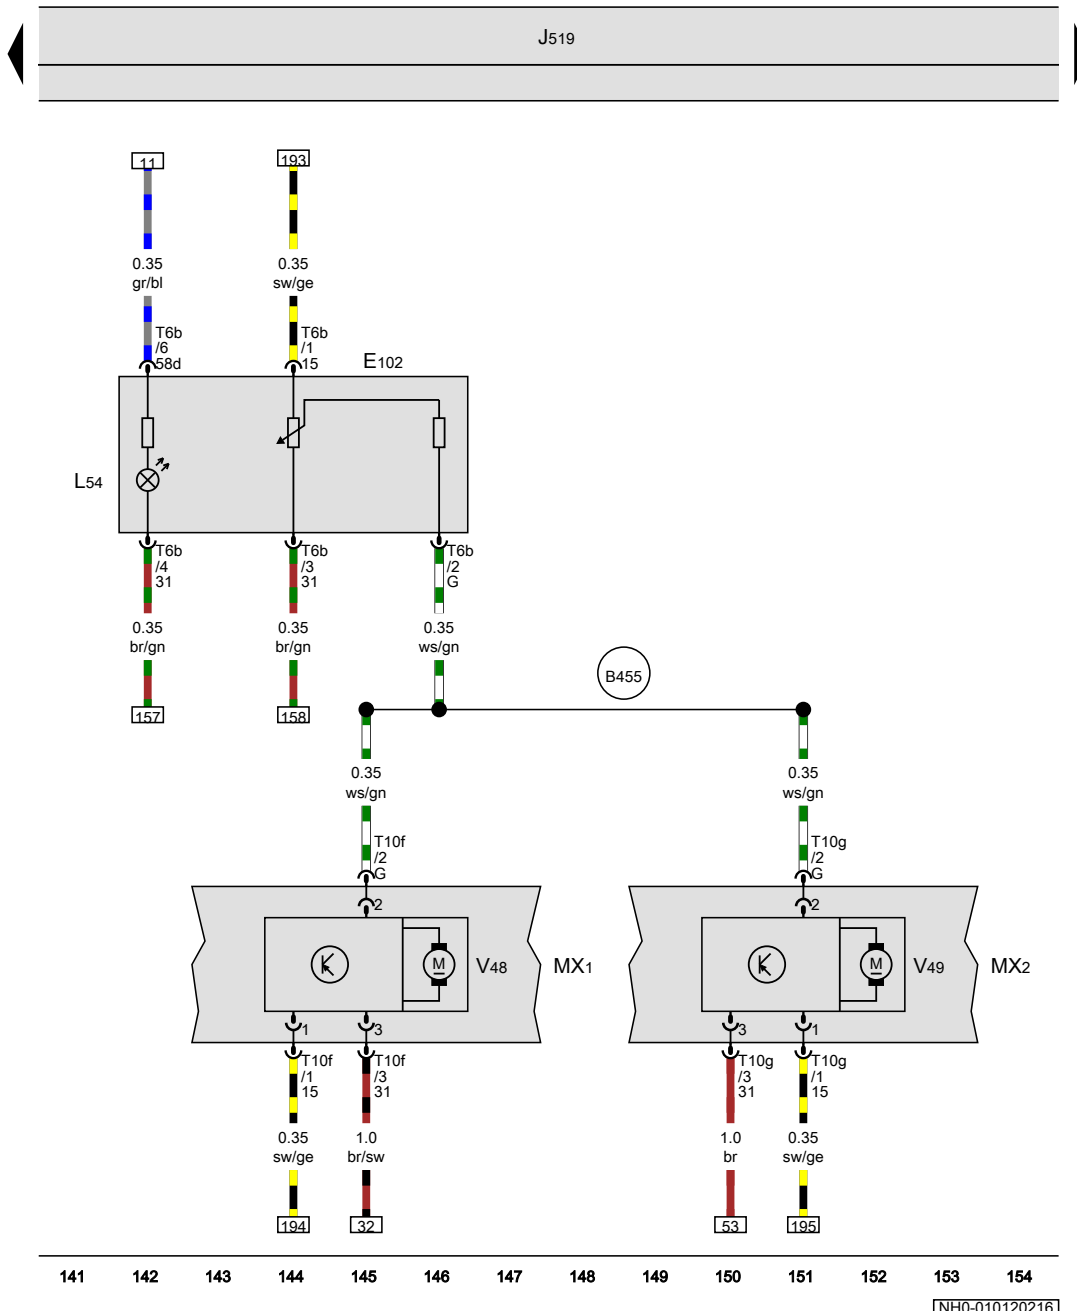 J519
11
193
0.35
gr/bl
0.35
sw/ge
T6b
/6
58d
T6b
/1
15
E102
L54
T6b
/4
31
T6b
/3
31
T6b
/2
G
0.35
br/gn
0.35
br/gn
0.35
ws/gn
B455
157
158
0.35
ws/gn
0.35
ws/gn
T10f
/2
G
T10g
/2
G
2
2
M
V48
MX1
M
V49
MX2
1
3
3
1
T10f
/1
15
T10f
/3
31
T10g
/3
31
T10g
/1
15
0.35
sw/ge
1.0
br/sw
1.0
br
0.35
sw/ge
194
32
53
195
141 142 143 144 145 146 147 148 149 150 151 152 153 154
NH0-010120216